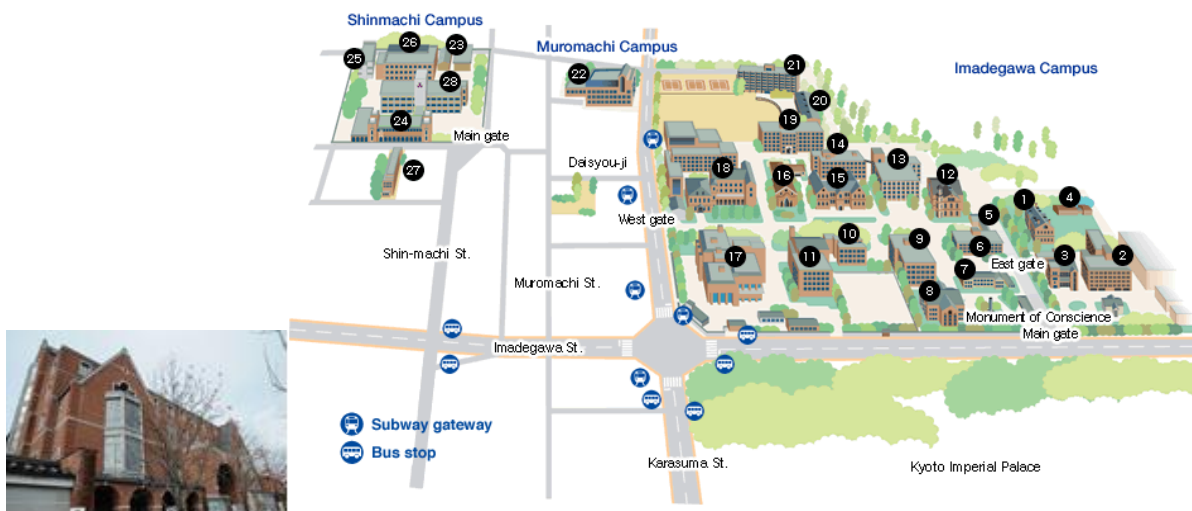 Shinmachi Campus
Muromachi Campus
Imadegawa Campus
26
23
25
28
24
Main gate
27
22
21
20
19
14
13
18
16
15
12
1
4
5
Daisyou-ji
West gate
10
9
6
3
2
17
11
7
East gate
8
Shin-machi St.
Muromachi St.
Monument of Conscience
Main gate
Imadegawa St.
Subway gateway
Bus stop
Karasuma St.
Kyoto Imperial Palace